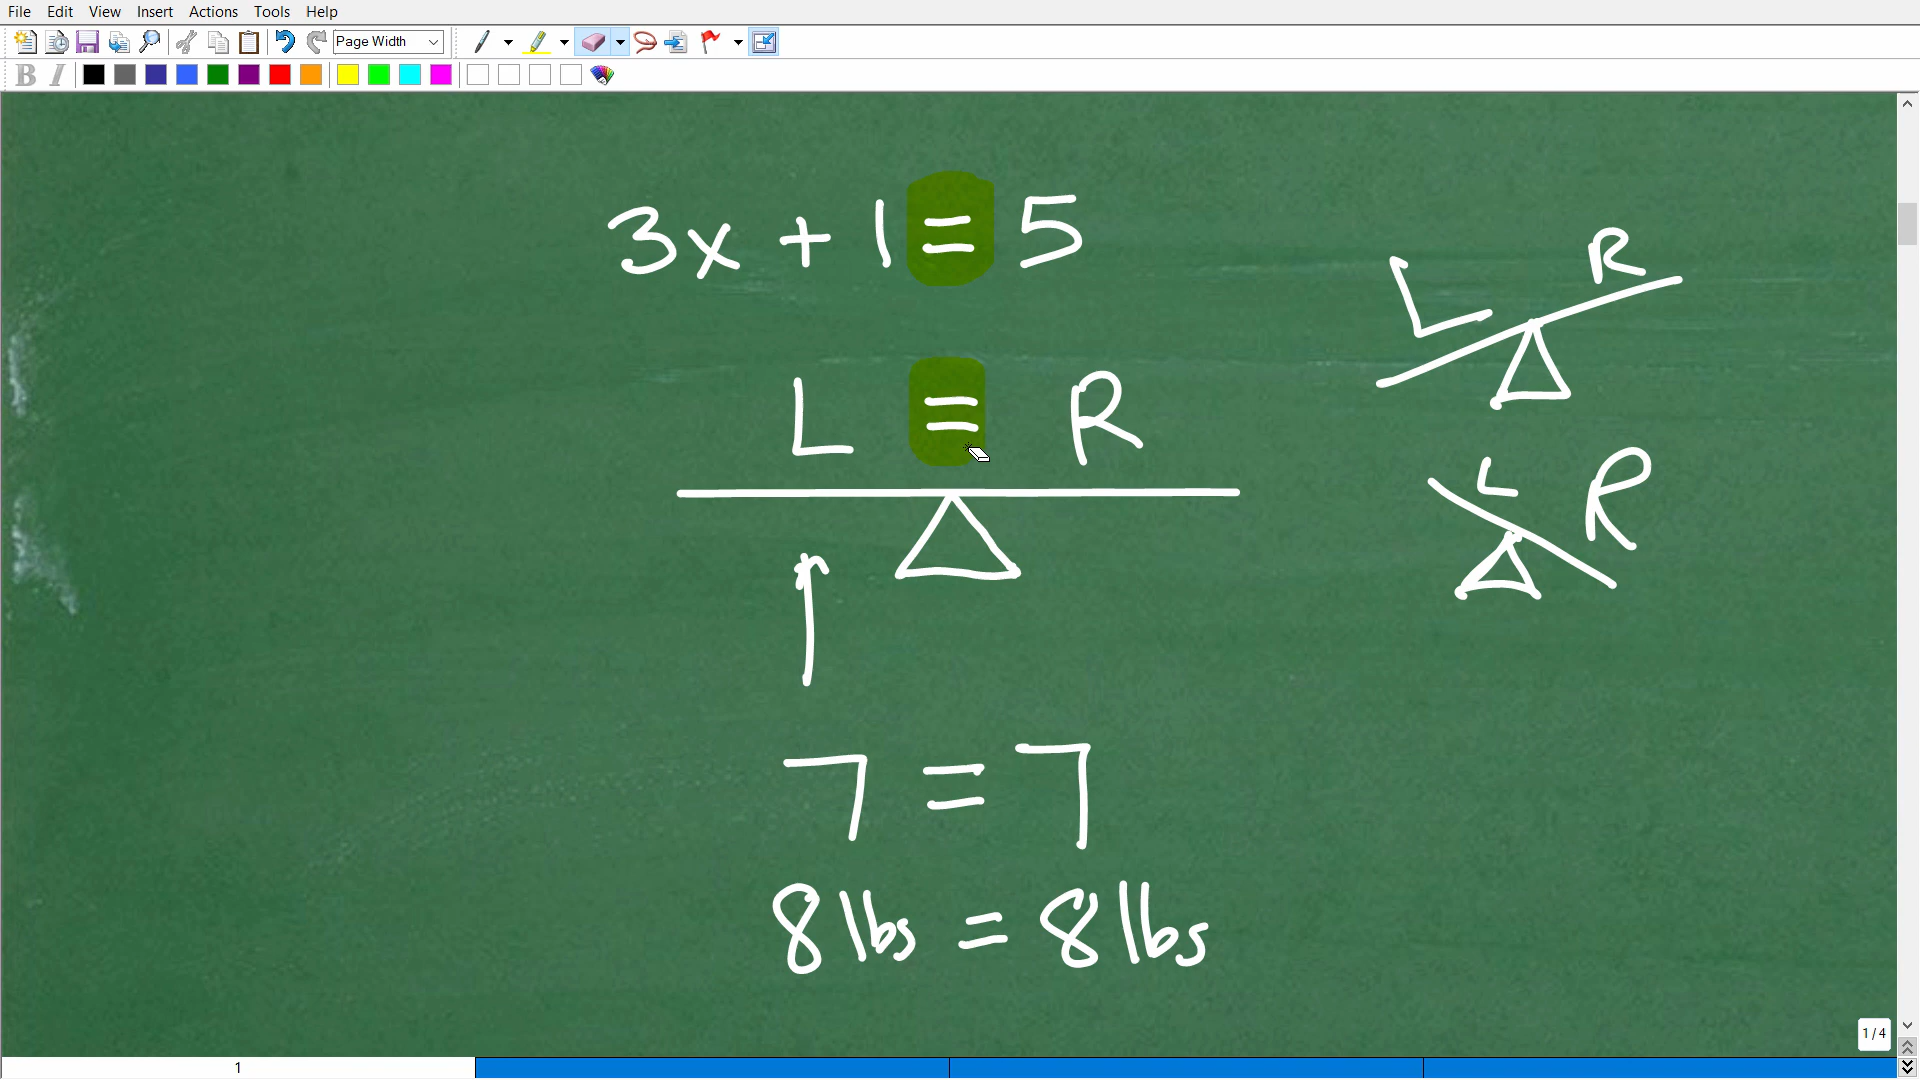 File Edit View Insert Actions Tools Help
Page Width
B I
3x + 1 = 5
L R
L = R
L R
7 = 7
8 lbs = 8 lbs
1 / 4
1